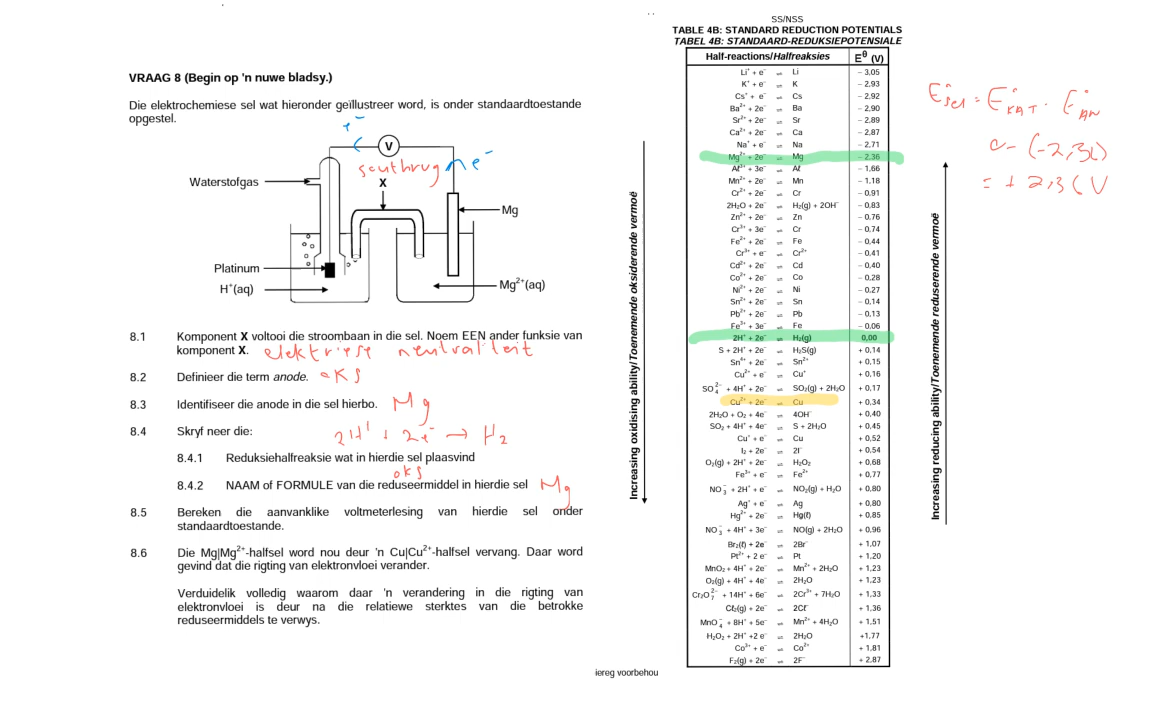 VRAAG 8 (Begin op 'n nuwe bladsy.)
Die elektrochemiese sel wat hieronder geïllustreer word, is onder standaardtoestande
opgestel.
e⁻
V
soutbrug
ne⁻
Waterstofgas
X
Mg
Platinum
H⁺(aq)
Mg²⁺(aq)
8.1 Komponent X voltooi die stroombaan in die sel. Noem EEN ander funksie van
komponent X. elektriese neutraliteit
8.2 Definieer die term anode. oks
8.3 Identifiseer die anode in die sel hierbo. Mg
8.4 Skryf neer die:
2H⁺ + 2e⁻ → H₂
8.4.1 Reduksiehalfreaksie wat in hierdie sel plaasvind
oks
8.4.2 NAAM of FORMULE van die reduseermiddel in hierdie sel Mg
8.5 Bereken die aanvanklike voltmeterlesing van hierdie sel onder
standaardtoestande.
8.6 Die Mg|Mg²⁺-halfsel word nou deur 'n Cu|Cu²⁺-halfsel vervang. Daar word
gevind dat die rigting van elektronvloei verander.
Verduidelik volledig waarom daar 'n verandering in die rigting van
elektronvloei is deur na die relatiewe sterktes van die betrokke
reduseermiddels te verwys.
SS/NSS
TABLE 4B: STANDARD REDUCTION POTENTIALS
TABEL 4B: STANDAARD-REDUKSIEPOTENSIALE
Half-reactions/Halfreaksies E^θ (V)
Li⁺ + e⁻ ⇌ Li − 3,05
K⁺ + e⁻ ⇌ K − 2,93
Cs⁺ + e⁻ ⇌ Cs − 2,92
Ba²⁺ + 2e⁻ ⇌ Ba − 2,90
Sr²⁺ + 2e⁻ ⇌ Sr − 2,89
Ca²⁺ + 2e⁻ ⇌ Ca − 2,87
Na⁺ + e⁻ ⇌ Na − 2,71
Mg²⁺ + 2e⁻ ⇌ Mg − 2,36
Aℓ³⁺ + 3e⁻ ⇌ Aℓ − 1,66
Mn²⁺ + 2e⁻ ⇌ Mn − 1,18
Cr²⁺ + 2e⁻ ⇌ Cr − 0,91
2H₂O + 2e⁻ ⇌ H₂(g) + 2OH⁻ − 0,83
Zn²⁺ + 2e⁻ ⇌ Zn − 0,76
Cr³⁺ + 3e⁻ ⇌ Cr − 0,74
Fe²⁺ + 2e⁻ ⇌ Fe − 0,44
Cr³⁺ + e⁻ ⇌ Cr²⁺ − 0,41
Cd²⁺ + 2e⁻ ⇌ Cd − 0,40
Co²⁺ + 2e⁻ ⇌ Co − 0,28
Ni²⁺ + 2e⁻ ⇌ Ni − 0,27
Sn²⁺ + 2e⁻ ⇌ Sn − 0,14
Pb²⁺ + 2e⁻ ⇌ Pb − 0,13
Fe³⁺ + 3e⁻ ⇌ Fe − 0,06
2H⁺ + 2e⁻ ⇌ H₂(g) 0,00
S + 2H⁺ + 2e⁻ ⇌ H₂S(g) + 0,14
Sn⁴⁺ + 2e⁻ ⇌ Sn²⁺ + 0,15
Cu²⁺ + e⁻ ⇌ Cu⁺ + 0,16
SO₄²⁻ + 4H⁺ + 2e⁻ ⇌ SO₂(g) + 2H₂O + 0,17
Cu²⁺ + 2e⁻ ⇌ Cu + 0,34
2H₂O + O₂ + 4e⁻ ⇌ 4OH⁻ + 0,40
SO₂ + 4H⁺ + 4e⁻ ⇌ S + 2H₂O + 0,45
Cu⁺ + e⁻ ⇌ Cu + 0,52
I₂ + 2e⁻ ⇌ 2I⁻ + 0,54
O₂(g) + 2H⁺ + 2e⁻ ⇌ H₂O₂ + 0,68
Fe³⁺ + e⁻ ⇌ Fe²⁺ + 0,77
NO₃⁻ + 2H⁺ + e⁻ ⇌ NO₂(g) + H₂O + 0,80
Ag⁺ + e⁻ ⇌ Ag + 0,80
Hg²⁺ + 2e⁻ ⇌ Hg(ℓ) + 0,85
NO₃⁻ + 4H⁺ + 3e⁻ ⇌ NO(g) + 2H₂O + 0,96
Br₂(ℓ) + 2e⁻ ⇌ 2Br⁻ + 1,07
Pt²⁺ + 2 e⁻ ⇌ Pt + 1,20
MnO₂ + 4H⁺ + 2e⁻ ⇌ Mn²⁺ + 2H₂O + 1,23
O₂(g) + 4H⁺ + 4e⁻ ⇌ 2H₂O + 1,23
Cr₂O₇²⁻ + 14H⁺ + 6e⁻ ⇌ 2Cr³⁺ + 7H₂O + 1,33
Cℓ₂(g) + 2e⁻ ⇌ 2Cℓ⁻ + 1,36
MnO₄⁻ + 8H⁺ + 5e⁻ ⇌ Mn²⁺ + 4H₂O + 1,51
H₂O₂ + 2H⁺ +2 e⁻ ⇌ 2H₂O +1,77
Co³⁺ + e⁻ ⇌ Co²⁺ + 1,81
F₂(g) + 2e⁻ ⇌ 2F⁻ + 2,87
Increasing oxidising ability/Toenemende oksiderende vermoë
Increasing reducing ability/Toenemende reduserende vermoë
E°sel = E°KAT - E°AN
0 - (-2,36)
= + 2,36 V
iereg voorbehou